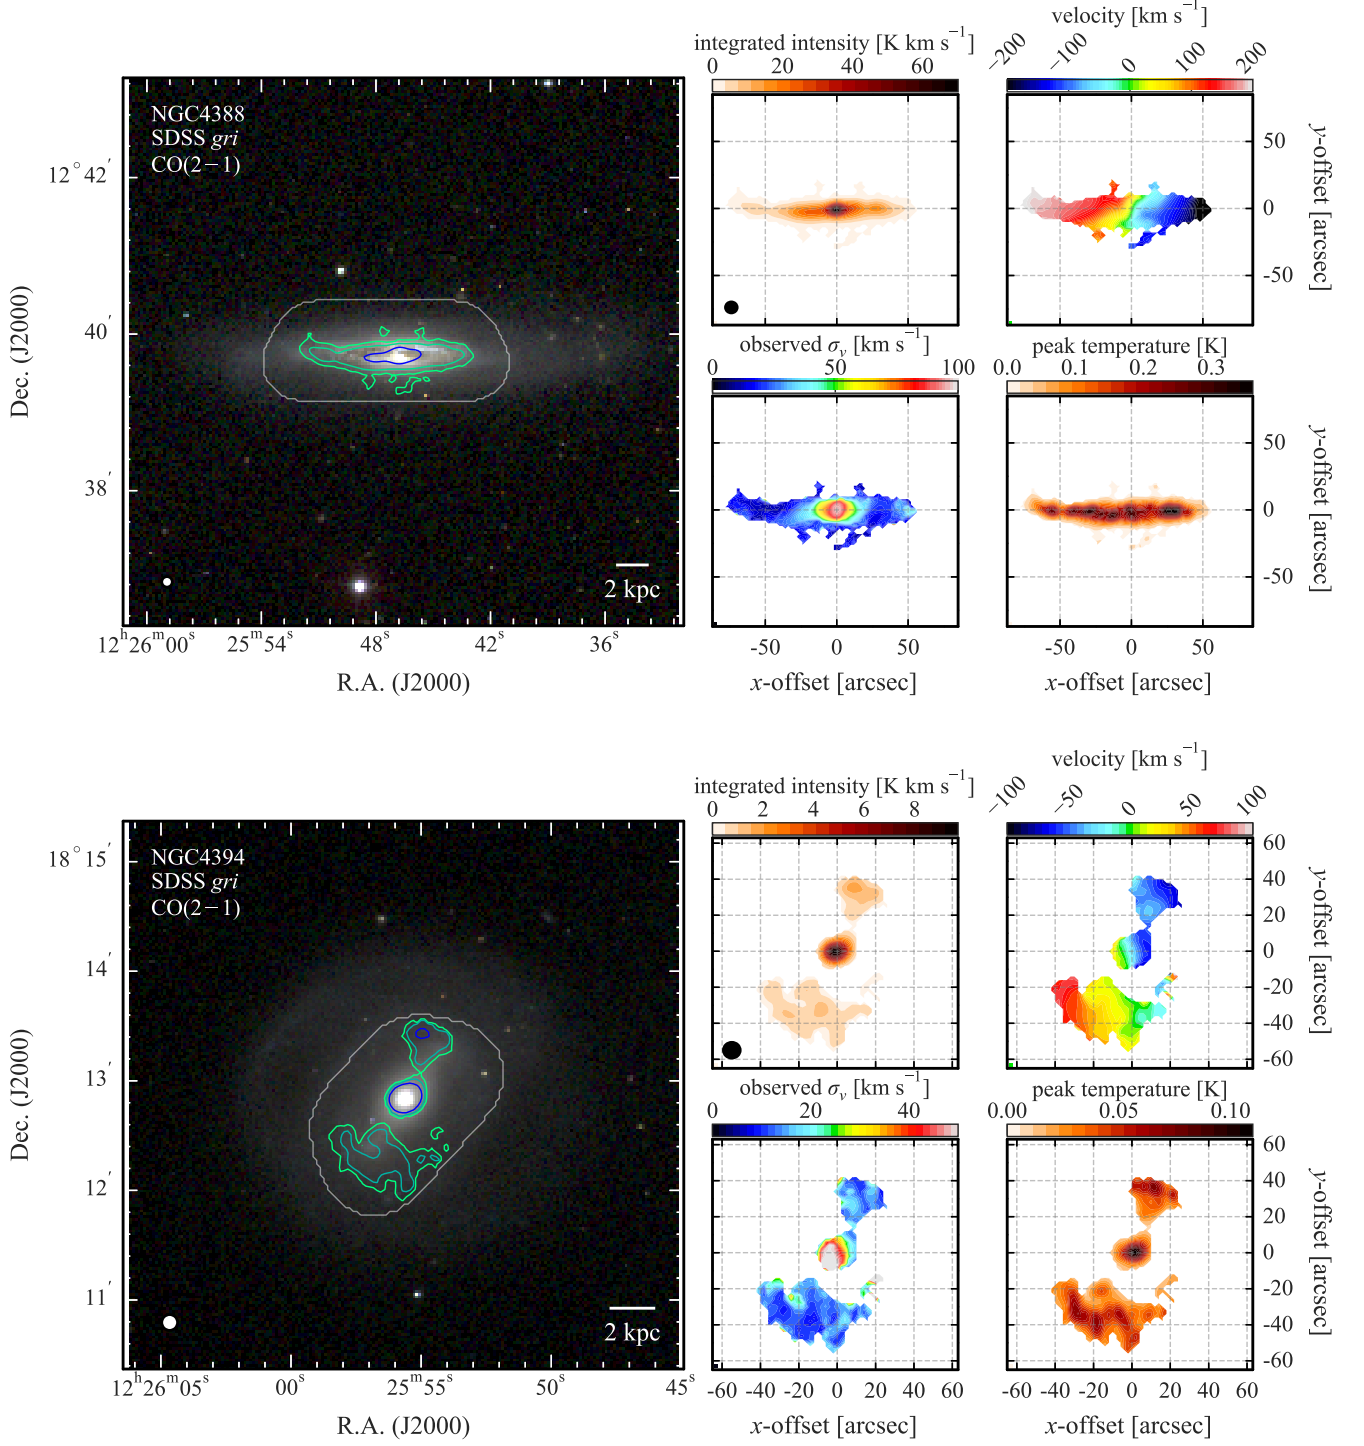 NGC4388
SDSS gri
CO(2−1)
12°42′
40′
38′
Dec. (J2000)
2 kpc
12ʰ26ᵐ00ˢ 25ᵐ54ˢ 48ˢ 42ˢ 36ˢ
R.A. (J2000)
integrated intensity [K km s⁻¹]
0 20 40 60
velocity [km s⁻¹]
−200 −100 0 100 200
50
0
-50
y-offset [arcsec]
observed σᵥ [km s⁻¹]
0 50 100
peak temperature [K]
0.0 0.1 0.2 0.3
50
0
-50
y-offset [arcsec]
-50 0 50
x-offset [arcsec]
-50 0 50
x-offset [arcsec]
NGC4394
SDSS gri
CO(2−1)
18°15′
14′
13′
12′
11′
Dec. (J2000)
2 kpc
12ʰ26ᵐ05ˢ 00ˢ 25ᵐ55ˢ 50ˢ 45ˢ
R.A. (J2000)
integrated intensity [K km s⁻¹]
0 2 4 6 8
velocity [km s⁻¹]
−100 −50 0 50 100
60
40
20
0
-20
-40
-60
y-offset [arcsec]
observed σᵥ [km s⁻¹]
0 20 40
peak temperature [K]
0.00 0.05 0.10
60
40
20
0
-20
-40
-60
y-offset [arcsec]
-60 -40 -20 0 20 40 60
x-offset [arcsec]
-60 -40 -20 0 20 40 60
x-offset [arcsec]